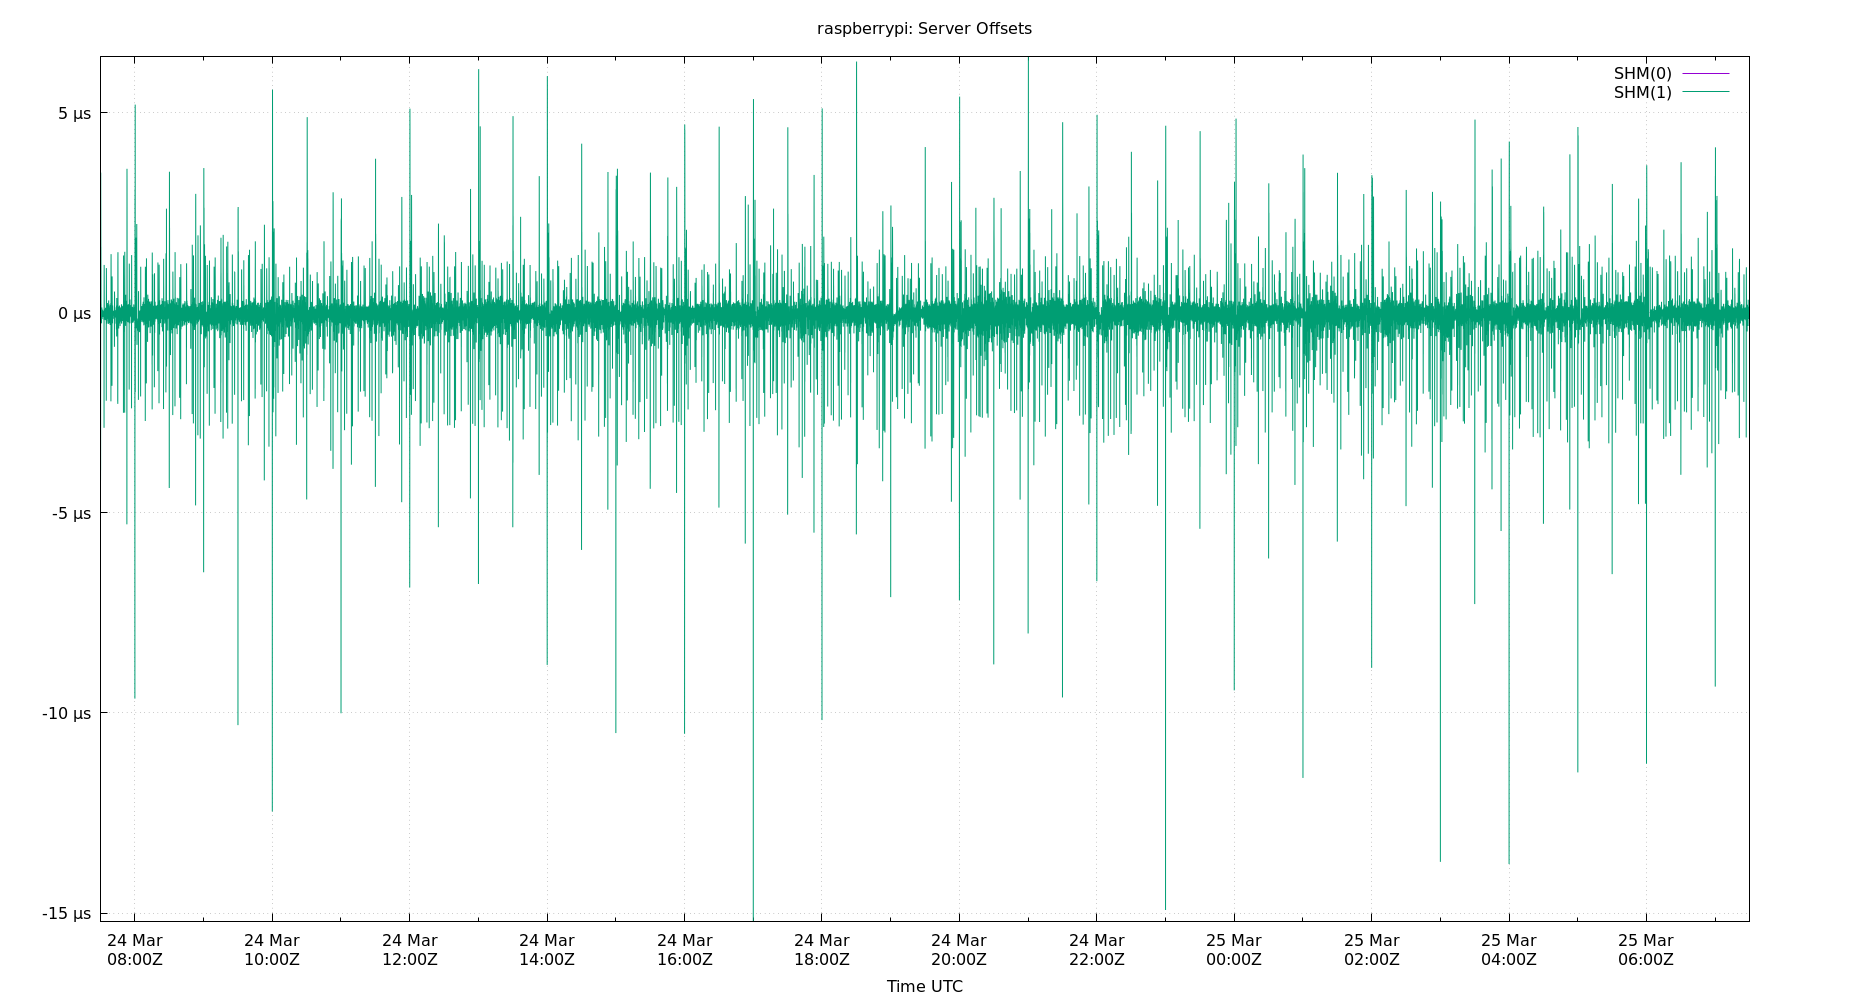 raspberrypi: Server Offsets
SHM(0)
SHM(1)
5 µs
0 µs
-5 µs
-10 µs
-15 µs
24 Mar 24 Mar 24 Mar 24 Mar 24 Mar 24 Mar 24 Mar 24 Mar 25 Mar 25 Mar 25 Mar 25 Mar
08:00Z 10:00Z 12:00Z 14:00Z 16:00Z 18:00Z 20:00Z 22:00Z 00:00Z 02:00Z 04:00Z 06:00Z
Time UTC